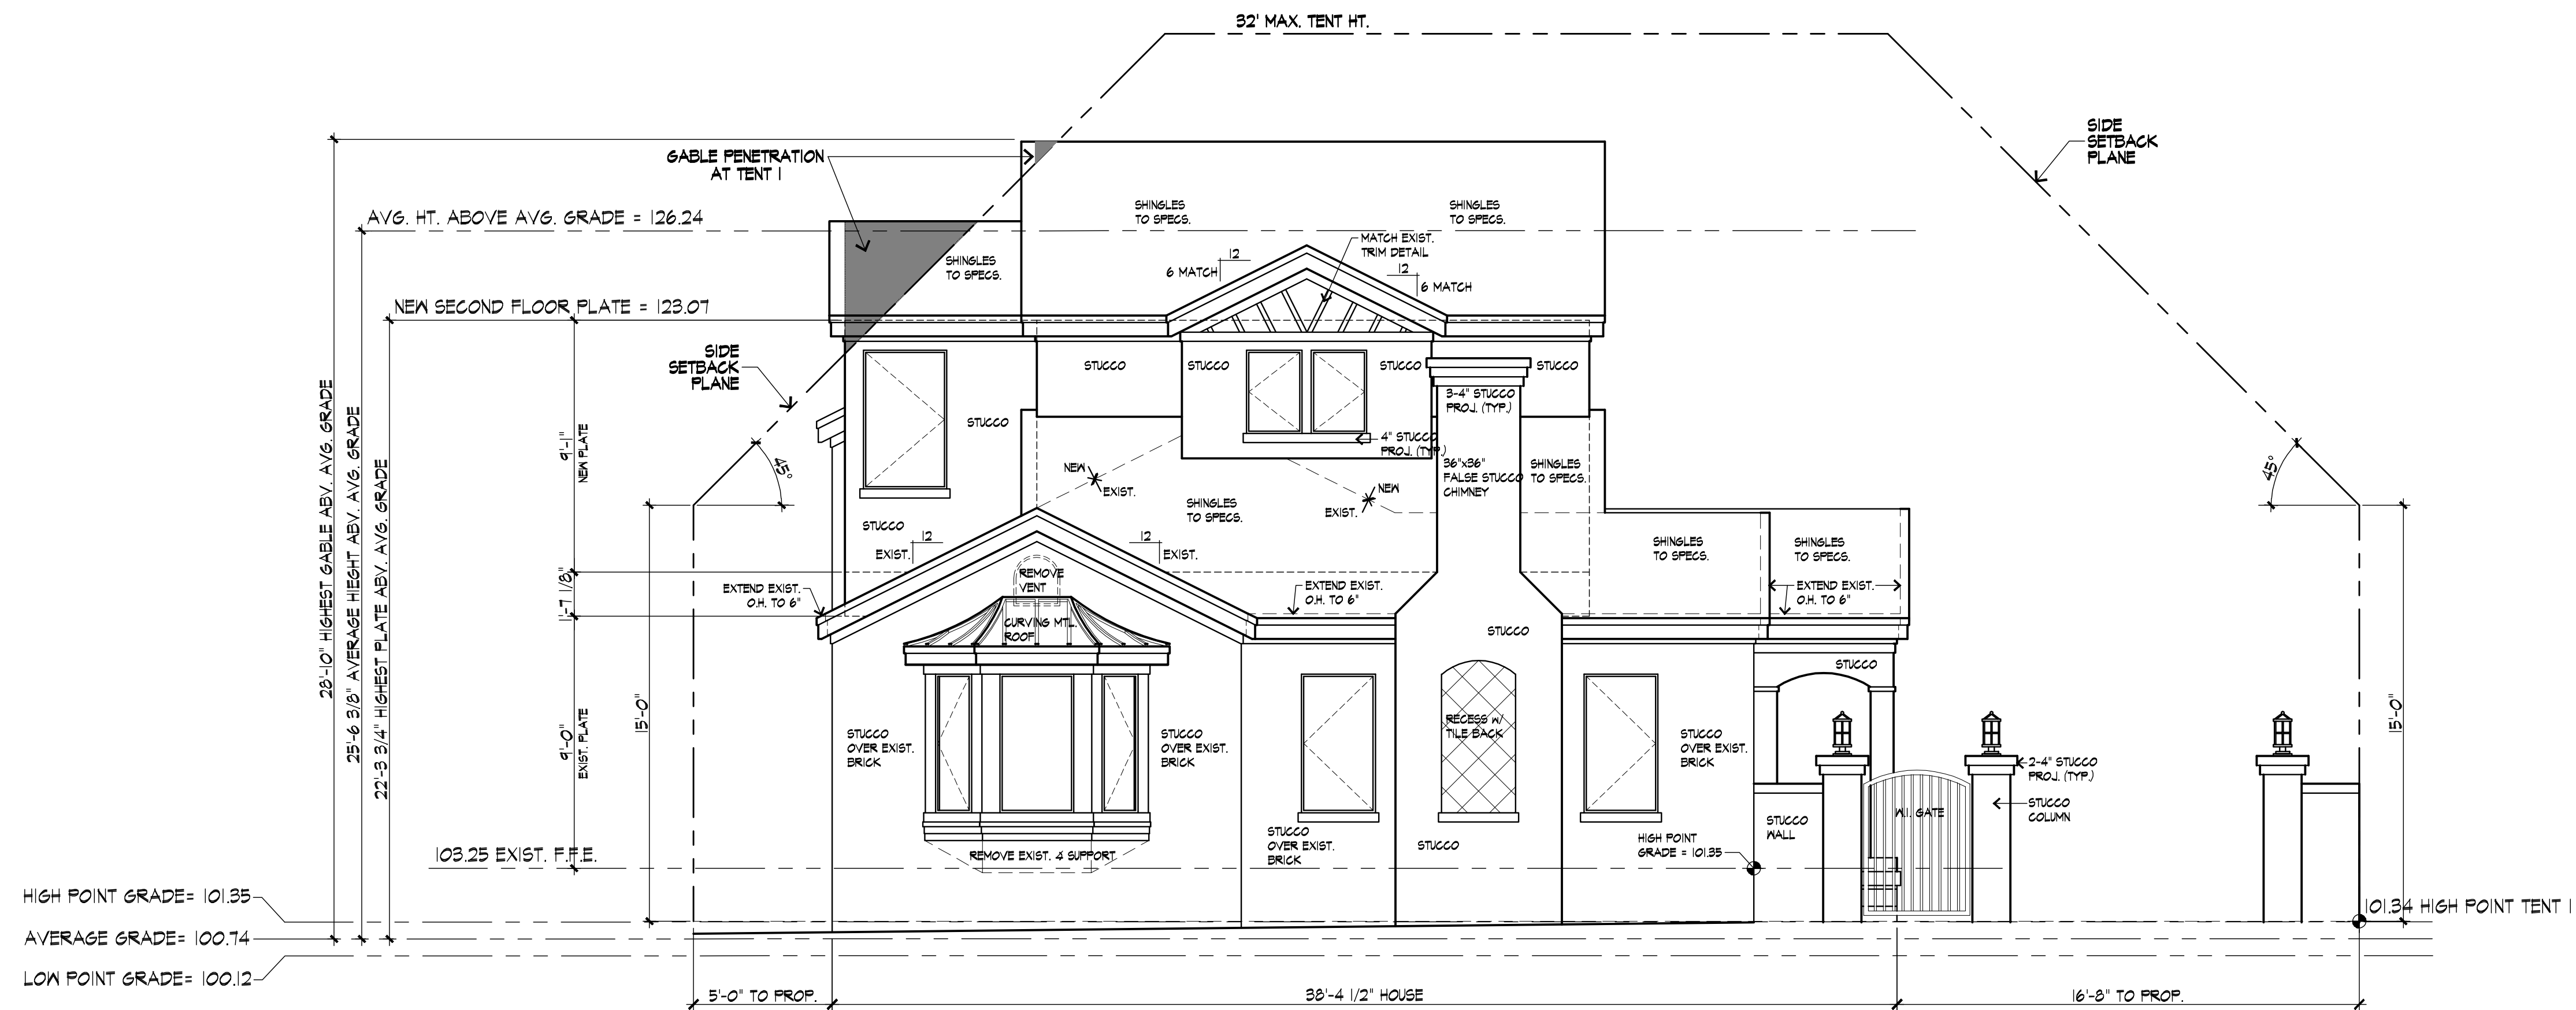 32' MAX. TENT HT.
SIDE
SETBACK
PLANE
GABLE PENETRATION
AT TENT 1
AVG. HT. ABOVE AVG. GRADE = 126.24
SHINGLES
TO SPECS.
SHINGLES
TO SPECS.
MATCH EXIST.
TRIM DETAIL
SHINGLES
TO SPECS.
12
6 MATCH
12
6 MATCH
NEW SECOND FLOOR PLATE = 123.07
SIDE
SETBACK
PLANE
STUCCO
STUCCO
STUCCO
STUCCO
3-4" STUCCO
PROJ. (TYP.)
STUCCO
4" STUCCO
PROJ. (TYP.)
45°
45°
NEW
EXIST.
NEW
EXIST.
36"x36"
FALSE STUCCO
CHIMNEY
SHINGLES
TO SPECS.
SHINGLES
TO SPECS.
STUCCO
12
EXIST.
12
EXIST.
SHINGLES
TO SPECS.
SHINGLES
TO SPECS.
REMOVE
VENT
EXTEND EXIST.
O.H. TO 6"
EXTEND EXIST.
O.H. TO 6"
EXTEND EXIST.
O.H. TO 6"
CURVING MTL.
ROOF
STUCCO
STUCCO
28'-10" HIGHEST GABLE ABV. AVG. GRADE
25'-6 3/8" AVERAGE HIEGHT ABV. AVG. GRADE
22'-3 3/4" HIGHEST PLATE ABV. AVG. GRADE
9'-1"
NEW PLATE
1'-7 1/8"
9'-0"
EXIST. PLATE
15'-0"
15'-0"
STUCCO
OVER EXIST.
BRICK
STUCCO
OVER EXIST.
BRICK
RECESS W/
TILE BACK
STUCCO
OVER EXIST.
BRICK
2-4" STUCCO
PROJ. (TYP.)
STUCCO
COLUMN
W.I. GATE
STUCCO
WALL
STUCCO
OVER EXIST.
BRICK
STUCCO
HIGH POINT
GRADE = 101.35
REMOVE EXIST. & SUPPORT
103.25 EXIST. F.F.E.
HIGH POINT GRADE= 101.35
101.34 HIGH POINT TENT 1
AVERAGE GRADE= 100.74
LOW POINT GRADE= 100.12
5'-0" TO PROP.
38'-4 1/2" HOUSE
16'-8" TO PROP.